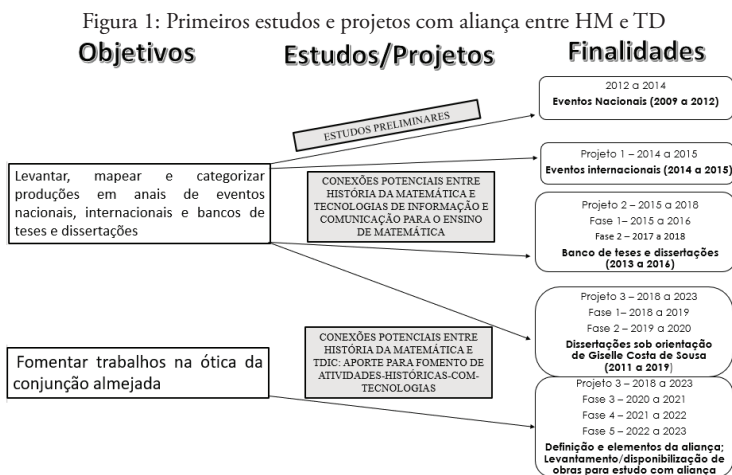 Figura 1: Primeiros estudos e projetos com aliança entre HM e TD
Objetivos
Estudos/Projetos
Finalidades
Levantar, mapear e categorizar
produções em anais de eventos
nacionais, internacionais e bancos de
teses e dissertações
Fomentar trabalhos na ótica da
conjunção almejada
ESTUDOS PRELIMINARES
CONEXÕES POTENCIAIS ENTRE
HISTÓRIA DA MATEMÁTICA E
TECNOLOGIAS DE INFORMAÇÃO E
COMUNICAÇÃO PARA O ENSINO
DE MATEMÁTICA
CONEXÕES POTENCIAIS ENTRE
HISTÓRIA DA MATEMÁTICA E
TDIC: APORTE PARA FOMENTO DE
ATIVIDADES-HISTÓRICAS-COM-
TECNOLOGIAS
2012 a 2014
Eventos Nacionais (2009 a 2012)
Projeto 1 – 2014 a 2015
Eventos internacionais (2014 a 2015)
Projeto 2 – 2015 a 2018
Fase 1– 2015 a 2016
Fase 2 – 2017 a 2018
Banco de teses e dissertações
(2013 a 2016)
Projeto 3 – 2018 a 2023
Fase 1– 2018 a 2019
Fase 2 – 2019 a 2020
Dissertações sob orientação
de Giselle Costa de Sousa
(2011 a 2019)
Projeto 3 – 2018 a 2023
Fase 3 – 2020 a 2021
Fase 4 – 2021 a 2022
Fase 5 – 2022 a 2023
Definição e elementos da aliança;
Levantamento/disponibilização de
obras para estudo com aliança